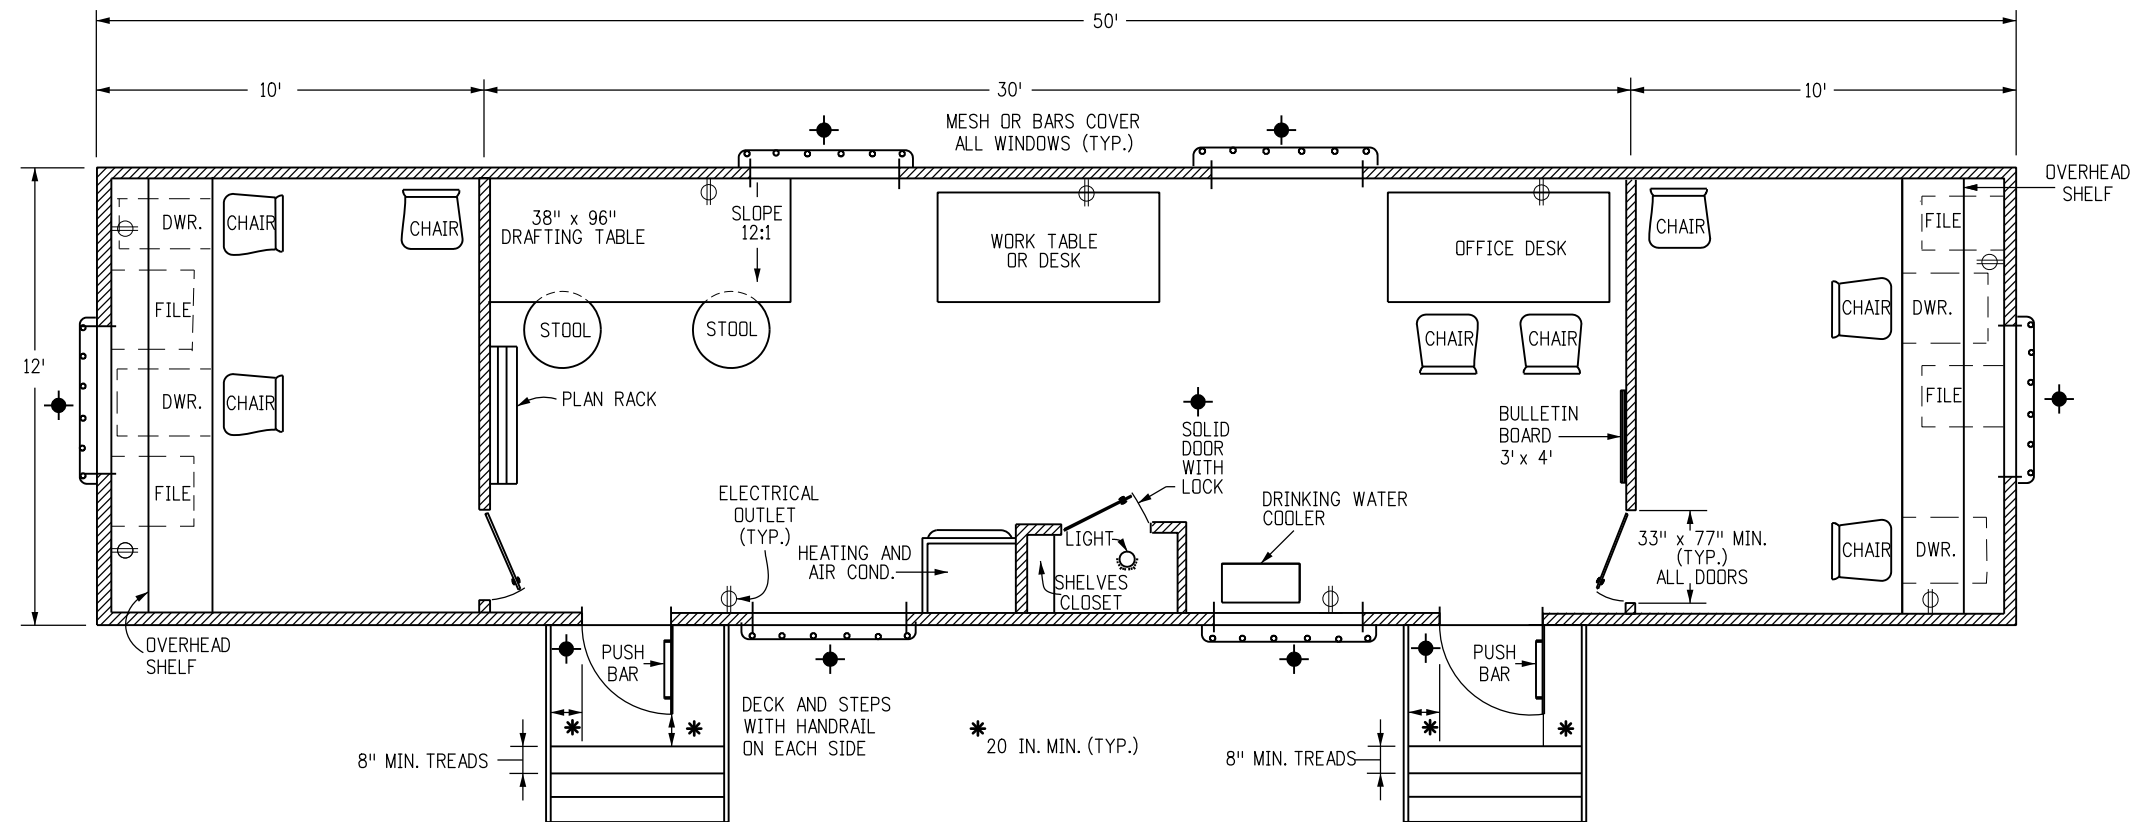 50'
10'
30'
10'
MESH OR BARS COVER
ALL WINDOWS (TYP.)
OVERHEAD
SHELF
12'
DWR.
CHAIR
CHAIR
FILE
DWR.
CHAIR
FILE
OVERHEAD
SHELF
38" x 96"
DRAFTING TABLE
SLOPE
12:1
STOOL
STOOL
PLAN RACK
WORK TABLE
OR DESK
OFFICE DESK
CHAIR
CHAIR
BULLETIN
BOARD
3' x 4'
SOLID
DOOR
WITH
LOCK
ELECTRICAL
OUTLET
(TYP.)
HEATING AND
AIR COND.
LIGHT
SHELVES
CLOSET
DRINKING WATER
COOLER
CHAIR
FILE
CHAIR
DWR.
FILE
CHAIR
DWR.
33" x 77" MIN.
(TYP.)
ALL DOORS
PUSH
BAR
PUSH
BAR
DECK AND STEPS
WITH HANDRAIL
ON EACH SIDE
8" MIN. TREADS
* 20 IN. MIN. (TYP.)
8" MIN. TREADS